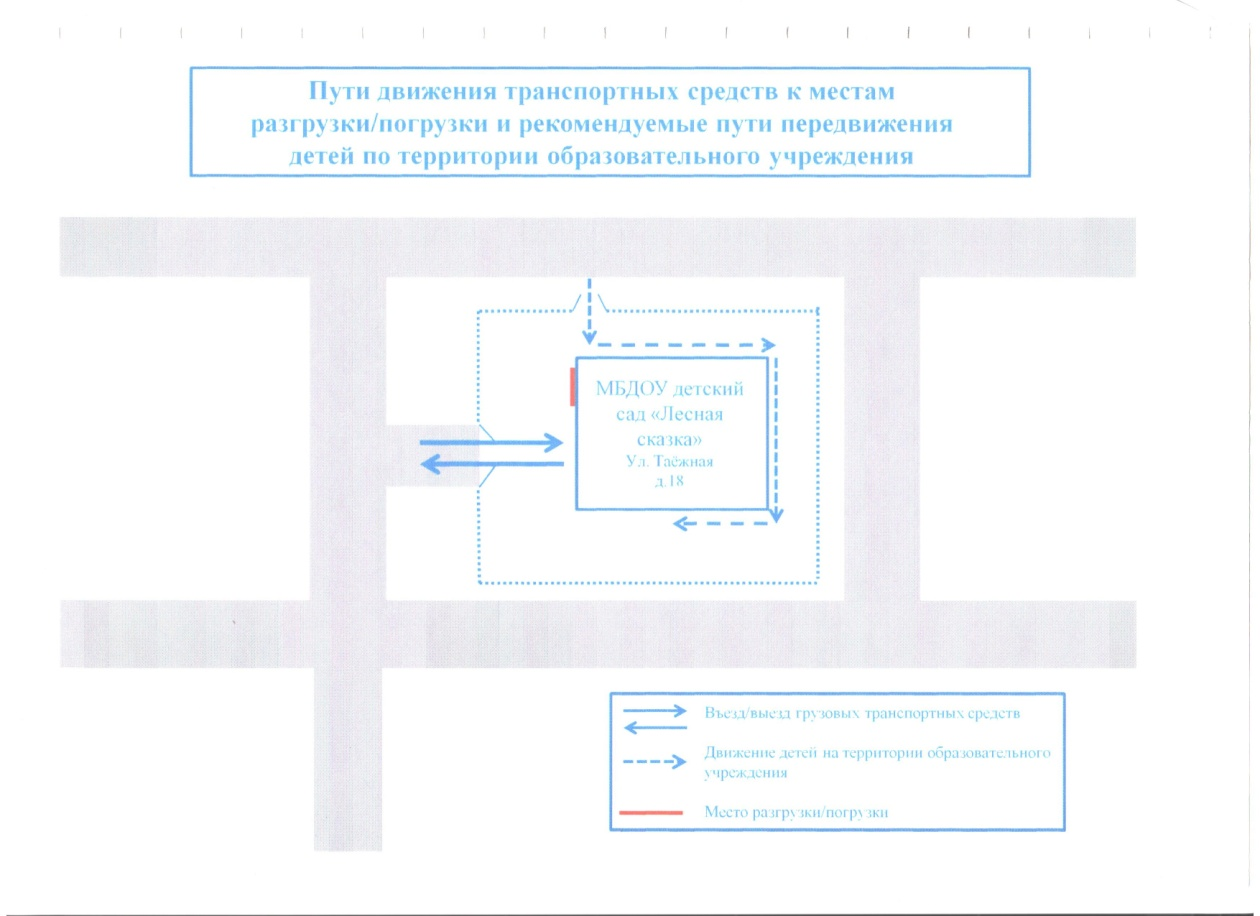 Пути движения транспортных средств к местам
разгрузки/погрузки и рекомендуемые пути передвижения
детей по территории образовательного учреждения
МБДОУ детский
сад «Лесная
сказка»
Ул. Таёжная
д.18
Въезд/выезд грузовых транспортных средств
Движение детей на территории образовательного
учреждения
Место разгрузки/погрузки